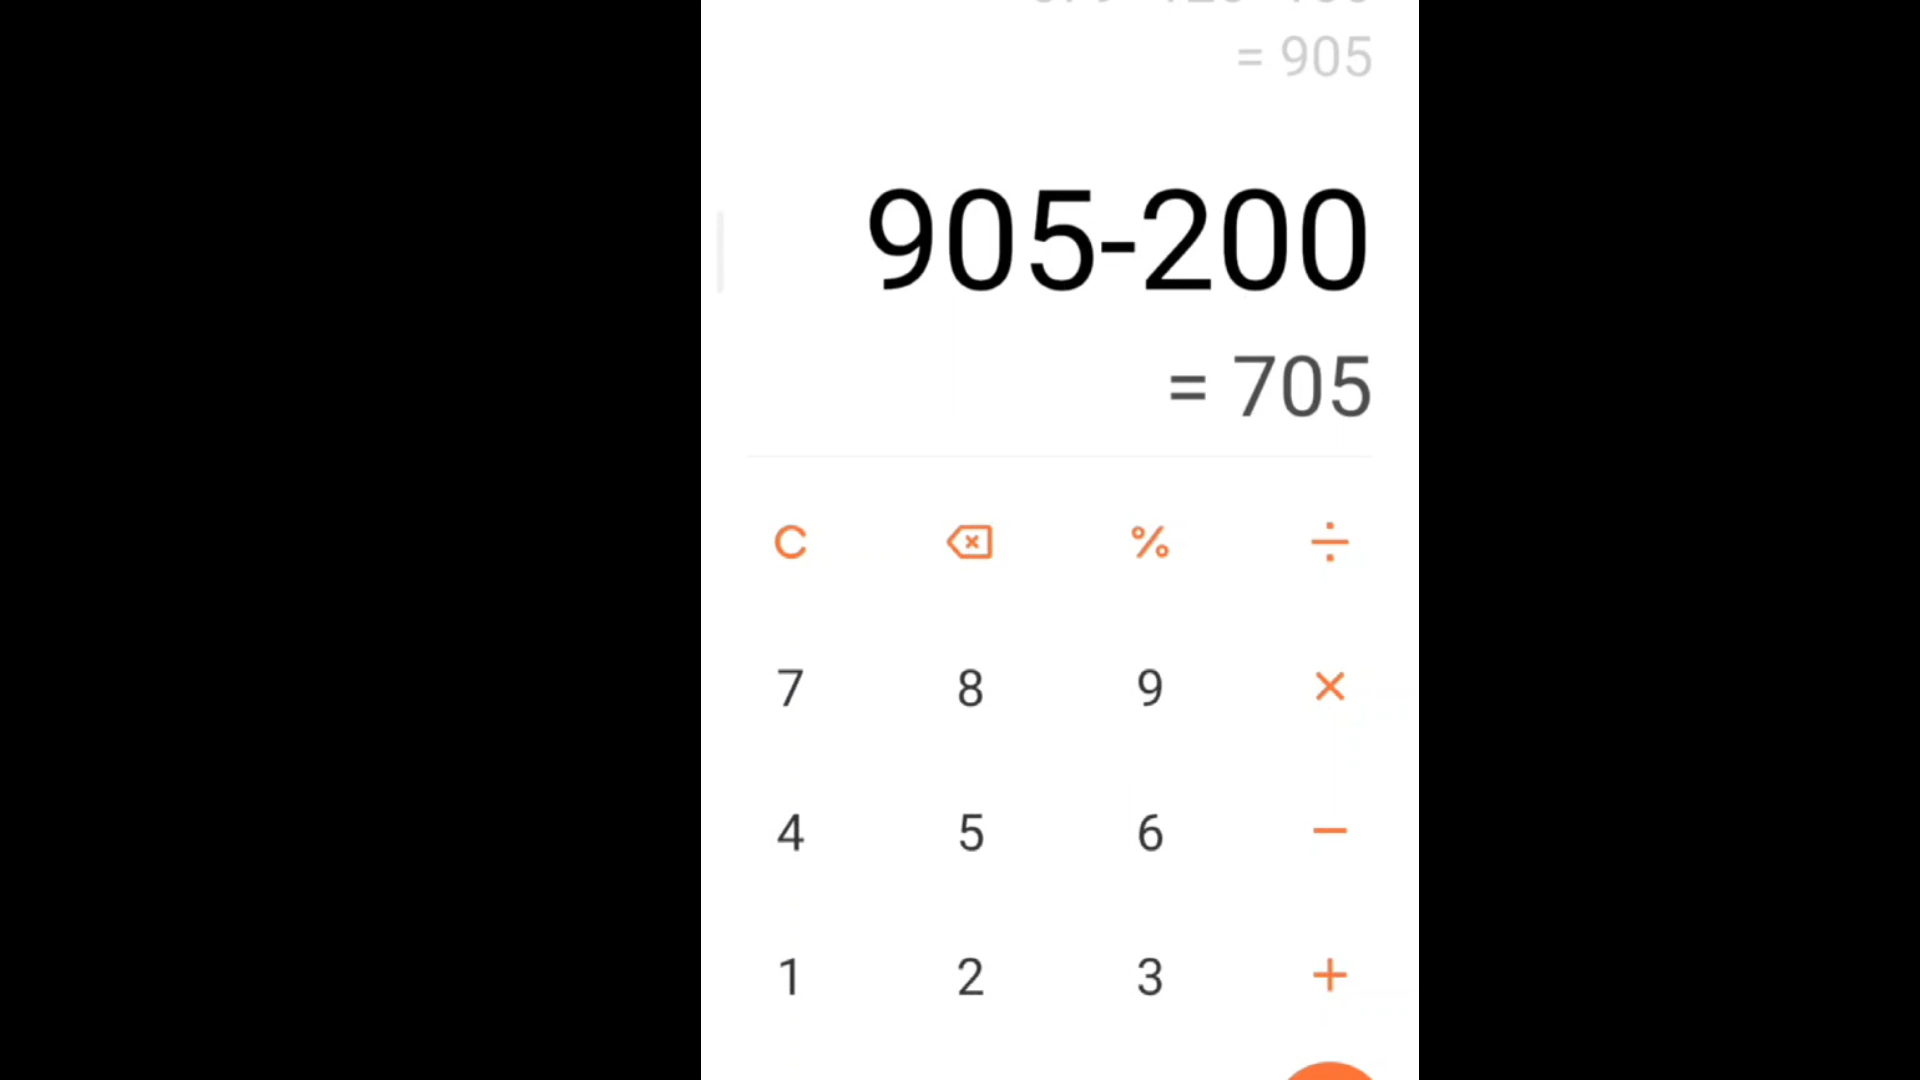 = 905
905-200
= 705
C % ÷
7 8 9 ×
4 5 6 −
1 2 3 +